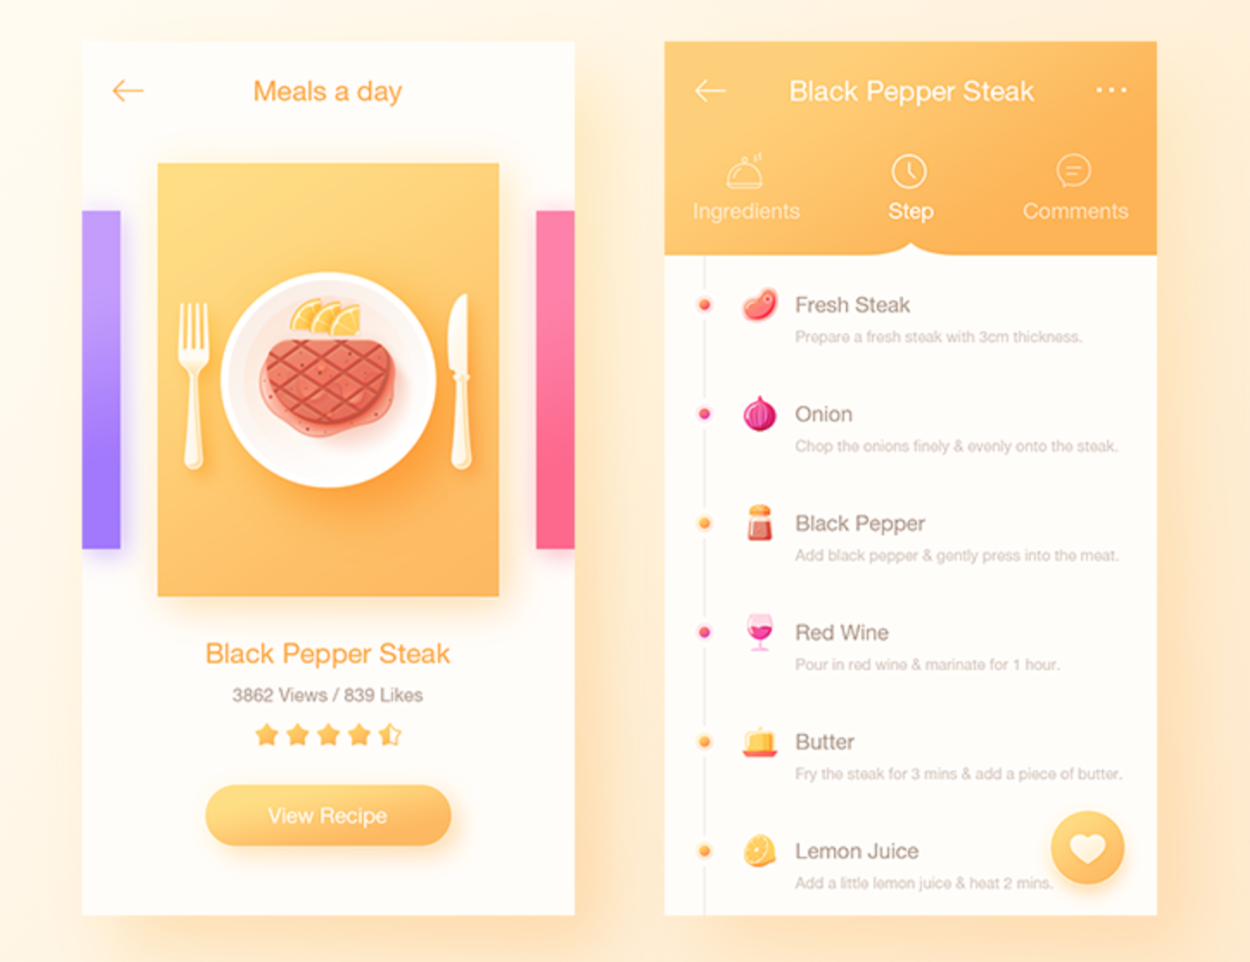 Meals a day
Black Pepper Steak
3862 Views / 839 Likes
View Recipe
Black Pepper Steak
Ingredients
Step
Comments
Fresh Steak
Prepare a fresh steak with 3cm thickness.
Onion
Chop the onions finely & evenly onto the steak.
Black Pepper
Add black pepper & gently press into the meat.
Red Wine
Pour in red wine & marinate for 1 hour.
Butter
Fry the steak for 3 mins & add a piece of butter.
Lemon Juice
Add a little lemon juice & heat 2 mins.